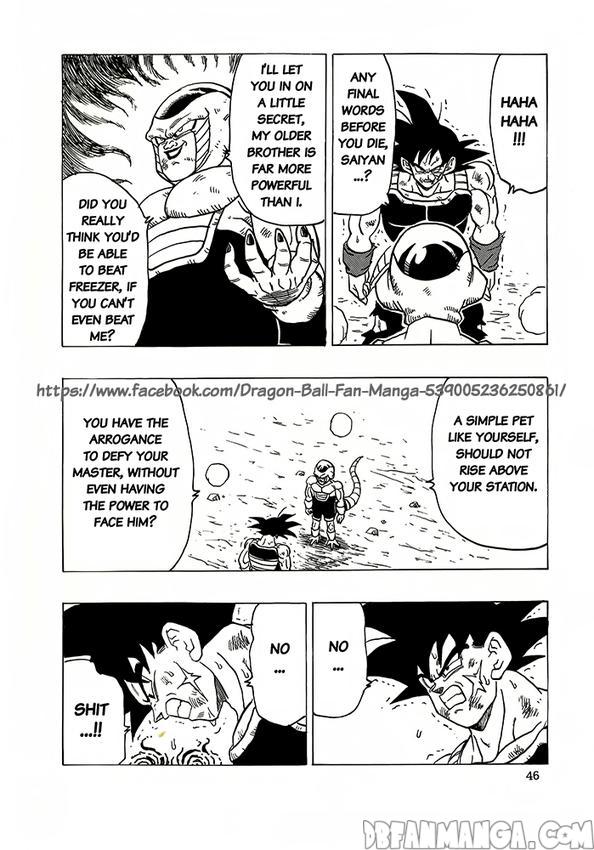 HAHA
HAHA
!!!
ANY
FINAL
WORDS
BEFORE
YOU DIE,
SAIYAN
...?
I'LL LET
YOU IN ON
A LITTLE
SECRET,
MY OLDER
BROTHER IS
FAR MORE
POWERFUL
THAN I.
DID YOU
REALLY
THINK YOU'D
BE ABLE
TO BEAT
FREEZER, IF
YOU CAN'T
EVEN BEAT
ME?
https://www.facebook.com/Dragon-Ball-Fan-Manga-539005236250861/
A SIMPLE PET
LIKE YOURSELF,
SHOULD NOT
RISE ABOVE
YOUR STATION.
YOU HAVE THE
ARROGANCE
TO DEFY YOUR
MASTER, WITHOUT
EVEN HAVING
THE POWER TO
FACE HIM?
NO
...
NO
...
SHIT
...!!
46
DBFANMANGA.COM